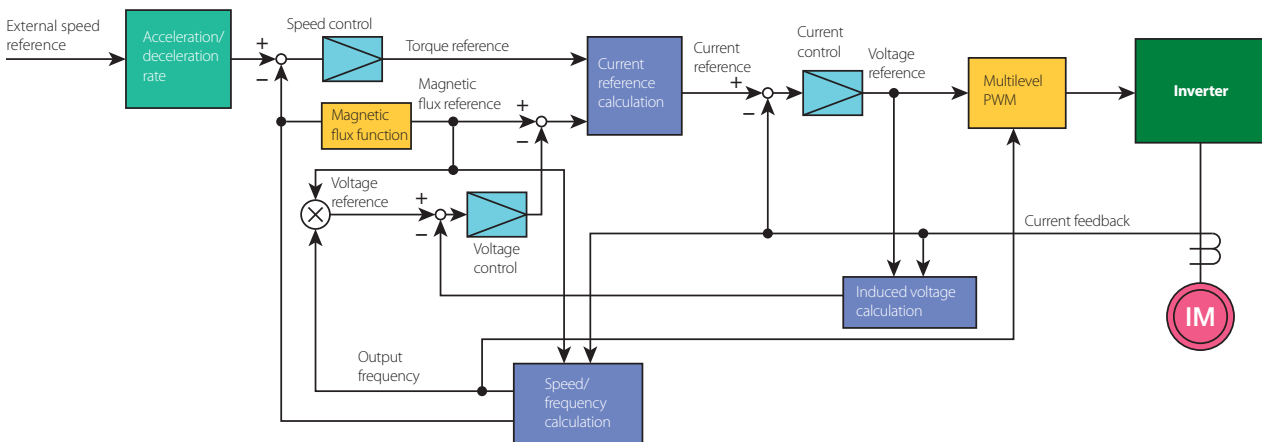 External speed
reference
Acceleration/
deceleration
rate
+
−
Speed control
Torque reference
Magnetic
flux reference
Magnetic
flux function
+
−
Current
reference calculation
Current
reference
+
−
Current
control
Voltage
reference
Multilevel
PWM
Inverter
Voltage
reference
+
−
Voltage
control
Current feedback
Induced voltage
calculation
IM
Output
frequency
Speed/
frequency
calculation